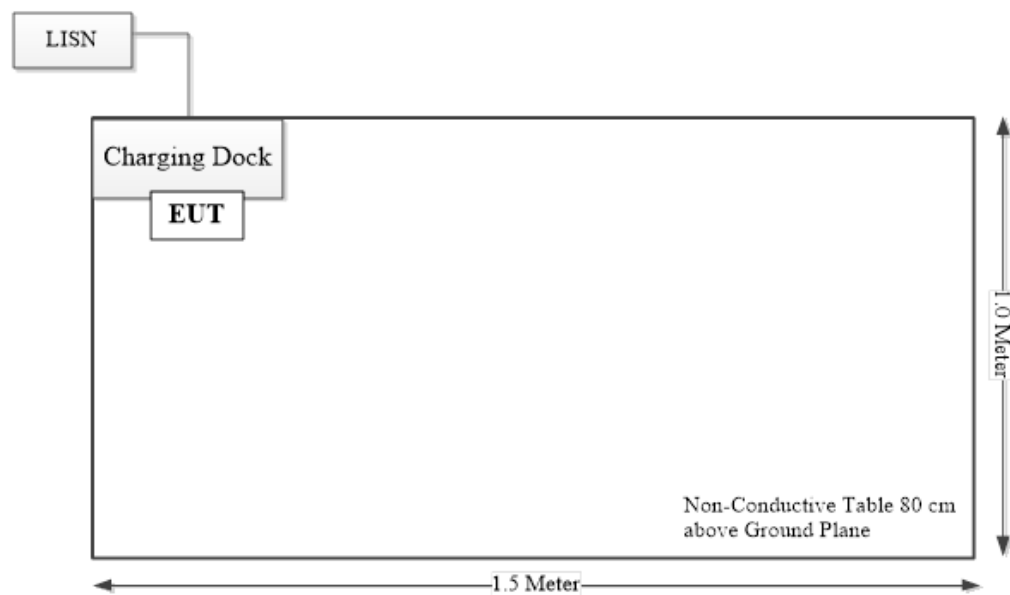 LISN
Charging Dock
EUT
1.0 Meter
Non-Conductive Table 80 cm
above Ground Plane
1.5 Meter